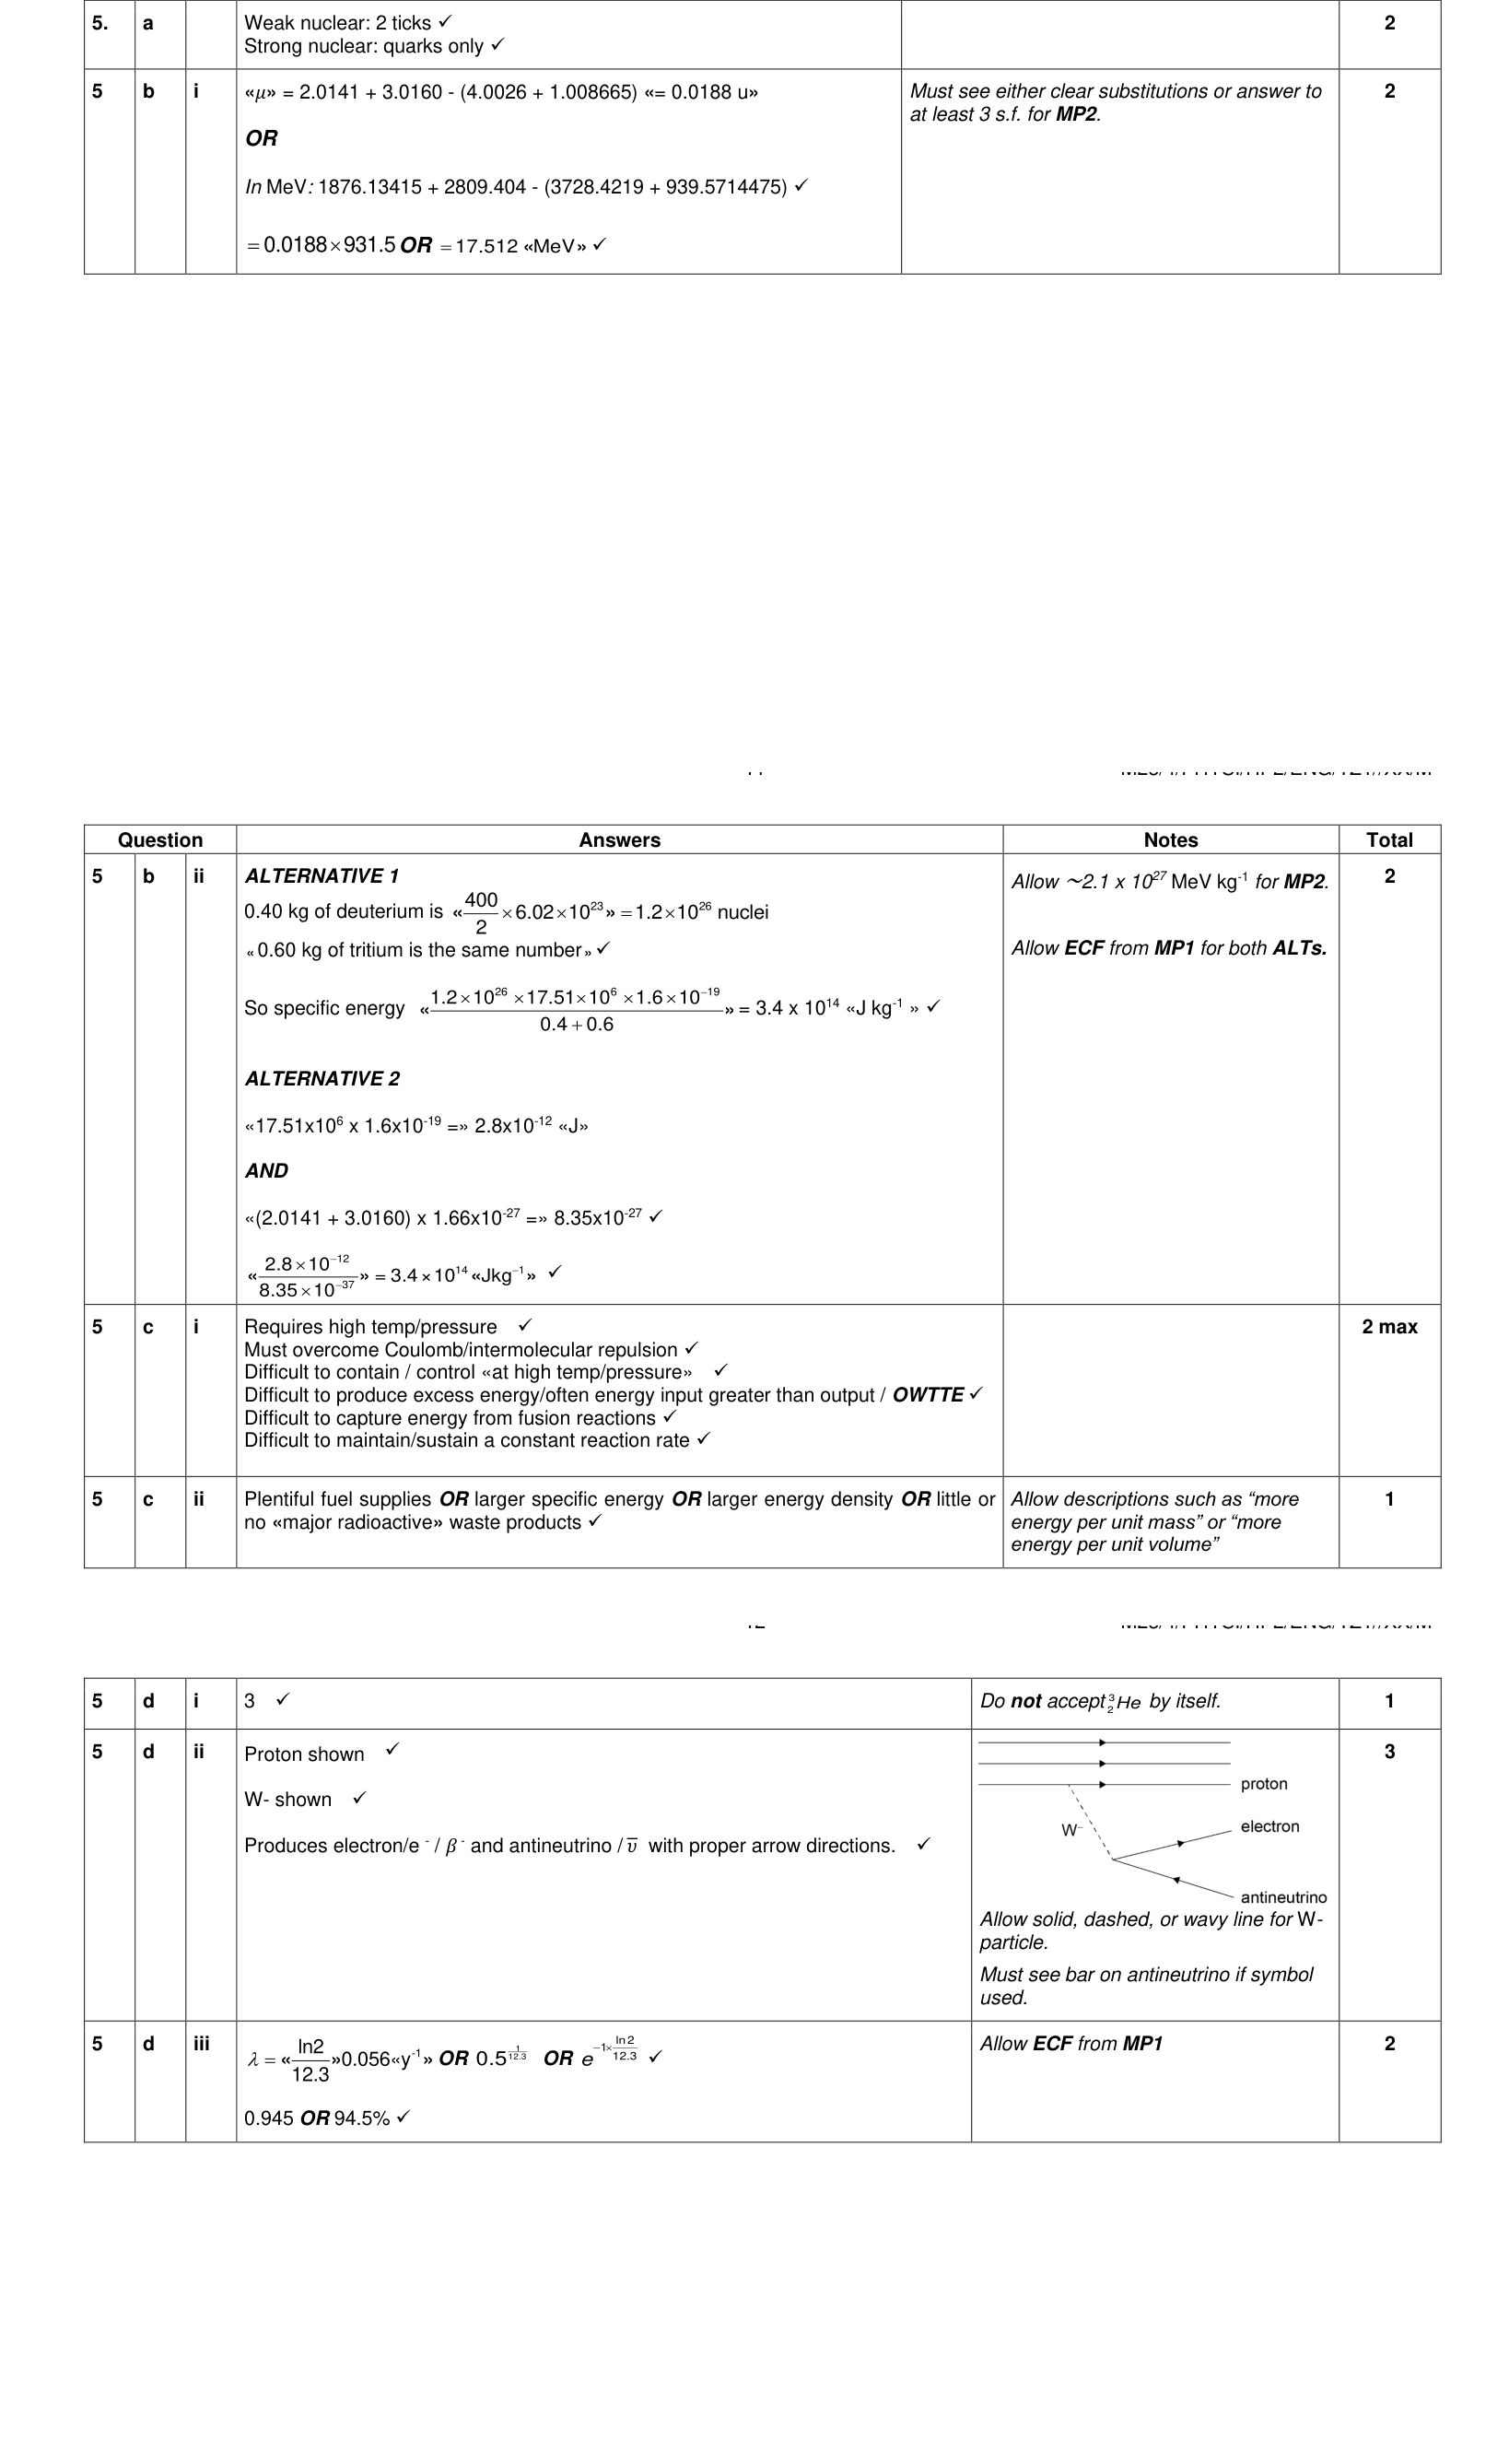 5. a Weak nuclear: 2 ticks ✓ 2
Strong nuclear: quarks only ✓
5 b i «μ» = 2.0141 + 3.0160 - (4.0026 + 1.008665) «= 0.0188 u» Must see either clear substitutions or answer to 2
at least 3 s.f. for MP2.
OR
In MeV: 1876.13415 + 2809.404 - (3728.4219 + 939.5714475) ✓
= 0.0188 × 931.5 OR = 17.512 «MeV» ✓
Question Answers Notes Total
5 b ii ALTERNATIVE 1 Allow ~2.1 x 10²⁷ MeV kg⁻¹ for MP2. 2
0.40 kg of deuterium is «400/2 × 6.02 × 10²³» = 1.2 × 10²⁶ nuclei
«0.60 kg of tritium is the same number» ✓ Allow ECF from MP1 for both ALTs.
So specific energy «(1.2 × 10²⁶ × 17.51 × 10⁶ × 1.6 × 10⁻¹⁹)/(0.4 + 0.6)» = 3.4 x 10¹⁴ «J kg⁻¹ » ✓
ALTERNATIVE 2
«17.51x10⁶ x 1.6x10⁻¹⁹ =» 2.8x10⁻¹² «J»
AND
«(2.0141 + 3.0160) x 1.66x10⁻²⁷ =» 8.35x10⁻²⁷ ✓
«(2.8 × 10⁻¹²)/(8.35 × 10⁻³⁷)» = 3.4 × 10¹⁴ «Jkg⁻¹» ✓
5 c i Requires high temp/pressure ✓ 2 max
Must overcome Coulomb/intermolecular repulsion ✓
Difficult to contain / control «at high temp/pressure» ✓
Difficult to produce excess energy/often energy input greater than output / OWTTE ✓
Difficult to capture energy from fusion reactions ✓
Difficult to maintain/sustain a constant reaction rate ✓
5 c ii Plentiful fuel supplies OR larger specific energy OR larger energy density OR little or Allow descriptions such as “more 1
no «major radioactive» waste products ✓ energy per unit mass” or “more
energy per unit volume”
5 d i 3 ✓ Do not accept ³₂He by itself. 1
5 d ii Proton shown ✓ 3
proton
W- shown ✓
W⁻
electron
Produces electron/e⁻ / β⁻ and antineutrino / ῡ with proper arrow directions. ✓
antineutrino
Allow solid, dashed, or wavy line for W-
particle.
Must see bar on antineutrino if symbol
used.
5 d iii λ = «ln2/12.3»0.056«y⁻¹» OR 0.5^(1/12.3) OR e^(−1×ln2/12.3) ✓ Allow ECF from MP1 2
0.945 OR 94.5% ✓